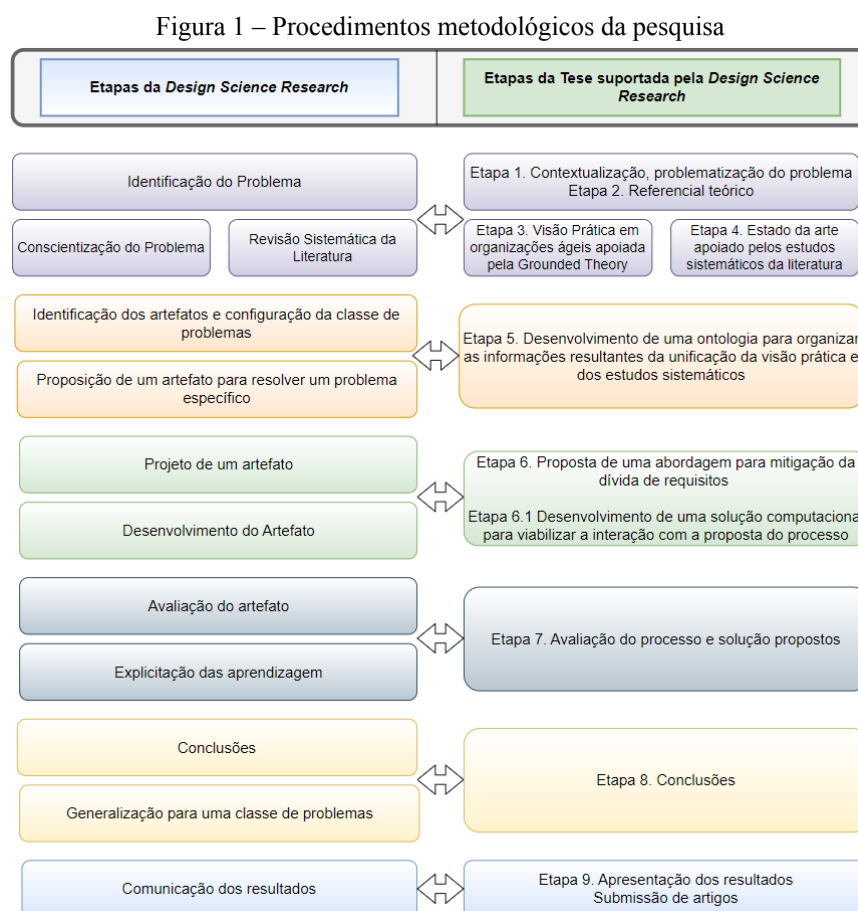 Figura 1 – Procedimentos metodológicos da pesquisa
Etapas da Design Science Research
Etapas da Tese suportada pela Design Science
Research
Identificação do Problema
Etapa 1. Contextualização, problematização do problema
Etapa 2. Referencial teórico
Conscientização do Problema
Revisão Sistemática da
Literatura
Etapa 3. Visão Prática em
organizações ágeis apoiada
pela Grounded Theory
Etapa 4. Estado da arte
apoiado pelos estudos
sistemáticos da literatura
Identificação dos artefatos e configuração da classe de
problemas
Proposição de um artefato para resolver um problema
específico
Etapa 5. Desenvolvimento de uma ontologia para organizar
as informações resultantes da unificação da visão prática e
dos estudos sistemáticos
Projeto de um artefato
Desenvolvimento do Artefato
Etapa 6. Proposta de uma abordagem para mitigação da
dívida de requisitos
Etapa 6.1 Desenvolvimento de uma solução computaciona
para viabilizar a interação com a proposta do processo
Avaliação do artefato
Explicitação das aprendizagem
Etapa 7. Avaliação do processo e solução propostos
Conclusões
Generalização para uma classe de problemas
Etapa 8. Conclusões
Comunicação dos resultados
Etapa 9. Apresentação dos resultados
Submissão de artigos